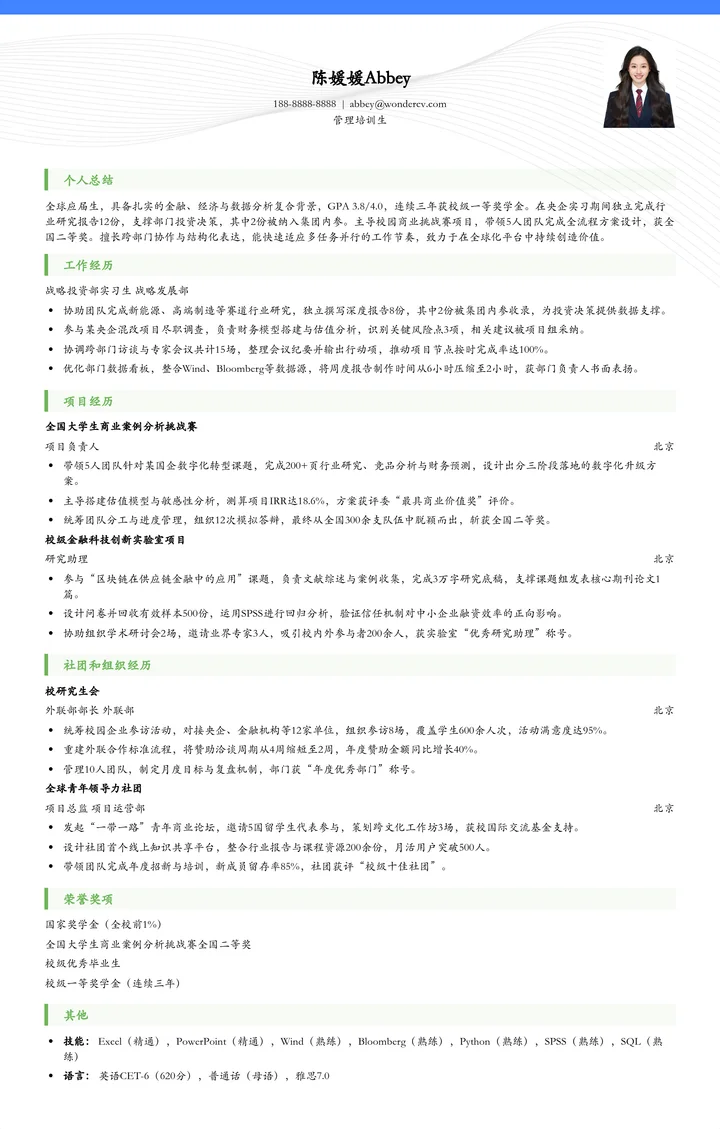 陈媛媛Abbey
188-8888-8888 | abbey@wondercv.com
管理培训生
个人总结
全球应届生，具备扎实的金融、经济与数据分析复合背景，GPA 3.8/4.0，连续三年获校级一等奖学金。在央企实习期间独立完成行
业研究报告12份，支撑部门投资决策，其中2份被纳入集团内参。主导校园商业挑战赛项目，带领5人团队完成全流程方案设计，获全
国二等奖。擅长跨部门协作与结构化表达，能快速适应多任务并行的工作节奏，致力于在全球化平台中持续创造价值。
工作经历
战略投资部实习生 战略发展部
• 协助团队完成新能源、高端制造等赛道行业研究，独立撰写深度报告8份，其中2份被集团内参收录，为投资决策提供数据支撑。
• 参与某央企混改项目尽职调查，负责财务模型搭建与估值分析，识别关键风险点3项，相关建议被项目组采纳。
• 协调跨部门访谈与专家会议共计15场，整理会议纪要并输出行动项，推动项目节点按时完成率达100%。
• 优化部门数据看板，整合Wind、Bloomberg等数据源，将周度报告制作时间从6小时压缩至2小时，获部门负责人书面表扬。
项目经历
全国大学生商业案例分析挑战赛
项目负责人 北京
• 带领5人团队针对某国企数字化转型课题，完成200+页行业研究、竞品分析与财务预测，设计出分三阶段落地的数字化升级方
案。
• 主导搭建估值模型与敏感性分析，测算项目IRR达18.6%，方案获评委“最具商业价值奖”评价。
• 统筹团队分工与进度管理，组织12次模拟答辩，最终从全国300余支队伍中脱颖而出，斩获全国二等奖。
校级金融科技创新实验室项目
研究助理 北京
• 参与“区块链在供应链金融中的应用”课题，负责文献综述与案例收集，完成3万字研究底稿，支撑课题组发表核心期刊论文1
篇。
• 设计问卷并回收有效样本500份，运用SPSS进行回归分析，验证信任机制对中小企业融资效率的正向影响。
• 协助组织学术研讨会2场，邀请业界专家3人，吸引校内外参与者200余人，获实验室“优秀研究助理”称号。
社团和组织经历
校研究生会
外联部部长 外联部 北京
• 统筹校园企业参访活动，对接央企、金融机构等12家单位，组织参访8场，覆盖学生600余人次，活动满意度达95%。
• 重建外联合作标准流程，将赞助洽谈周期从4周缩短至2周，年度赞助金额同比增长40%。
• 管理10人团队，制定月度目标与复盘机制，部门获“年度优秀部门”称号。
全球青年领导力社团
项目总监 项目运营部 北京
• 发起“一带一路”青年商业论坛，邀请5国留学生代表参与，策划跨文化工作坊3场，获校国际交流基金支持。
• 设计社团首个线上知识共享平台，整合行业报告与课程资源200余份，月活用户突破500人。
• 带领团队完成年度招新与培训，新成员留存率85%，社团获评“校级十佳社团”。
荣誉奖项
国家奖学金（全校前1%）
全国大学生商业案例分析挑战赛全国二等奖
校级优秀毕业生
校级一等奖学金（连续三年）
其他
• 技能： Excel（精通）, PowerPoint（精通）, Wind（熟练）, Bloomberg（熟练）, Python（熟练）, SPSS（熟练）, SQL（熟
练）
• 语言： 英语CET-6（620分）, 普通话（母语）, 雅思7.0